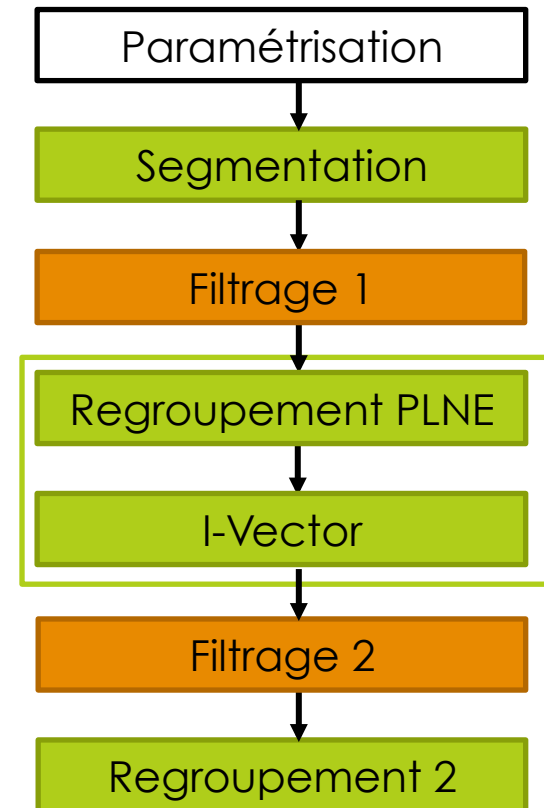 Paramétrisation
Segmentation
Filtrage 1
Regroupement PLNE
I-Vector
Filtrage 2
Regroupement 2